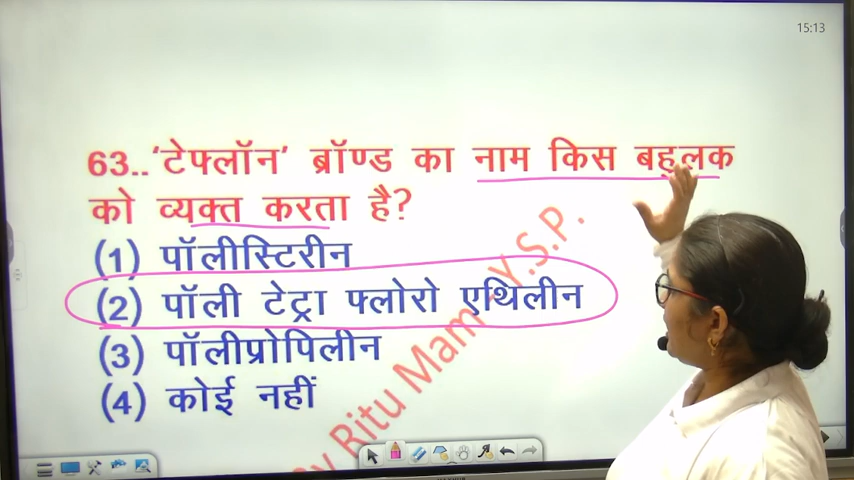 15:13
63..'टेफ्लॉन' ब्रॉण्ड का नाम किस बहुलक
को व्यक्त करता है?
(1) पॉलीस्टिरीन
(2) पॉली टेट्रा फ्लोरो एथिलीन
(3) पॉलीप्रोपिलीन
(4) कोई नहीं
By Ritu Mam Y.S.P.